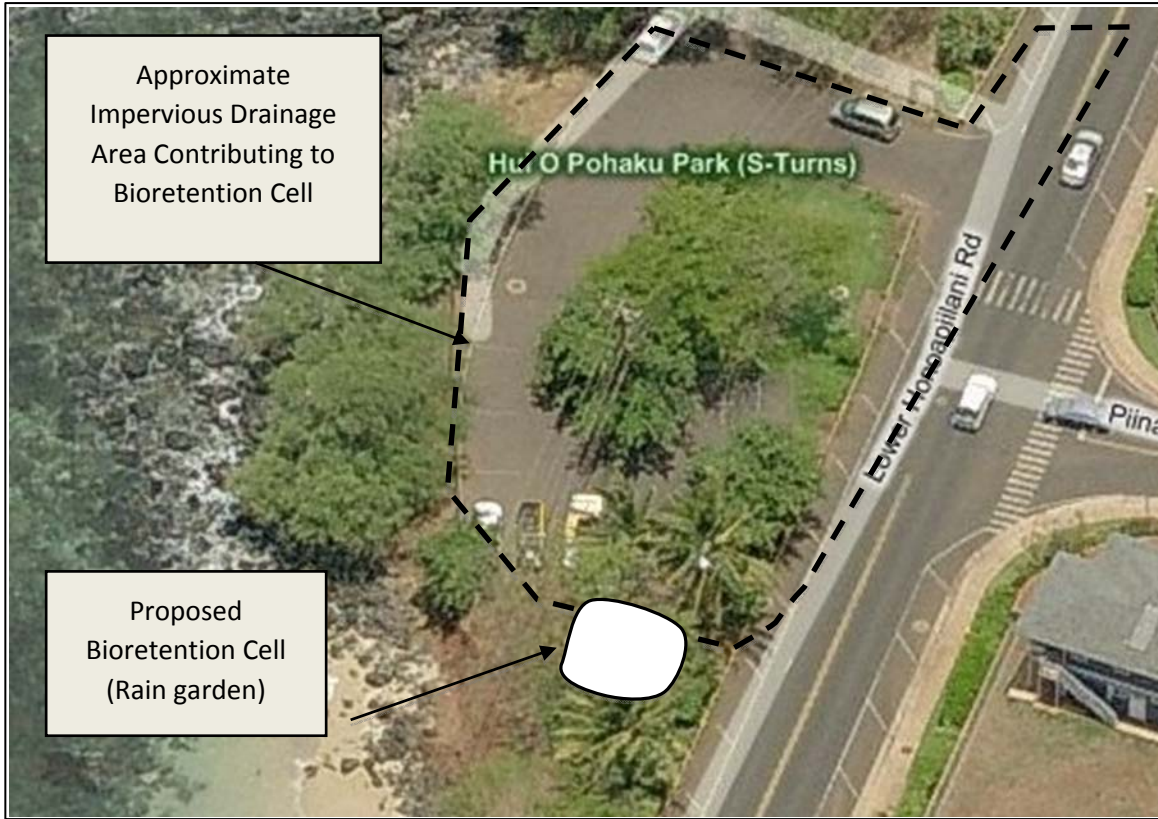 Approximate
Impervious Drainage
Area Contributing to
Bioretention Cell
Hui O Pohaku Park (S-Turns)
Lower Honoapiilani Rd
Piina
Proposed
Bioretention Cell
(Rain garden)